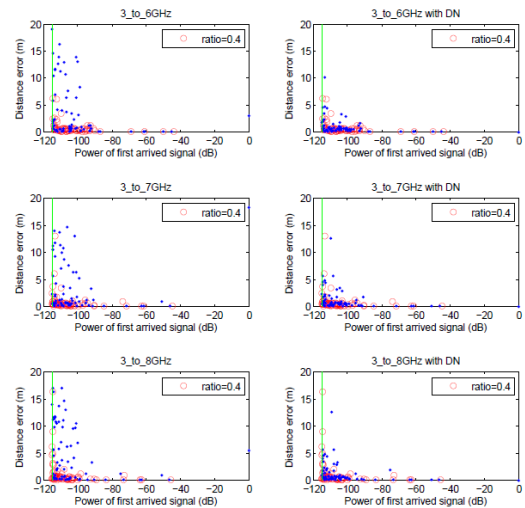 3_to_6GHz
3_to_6GHz with DN
20
15
10
5
0
−120 −100 −80 −60 −40 −20 0
Distance error (m)
Power of first arrived signal (dB)
ratio=0.4
20
15
10
5
0
−120 −100 −80 −60 −40 −20 0
Distance error (m)
Power of first arrived signal (dB)
ratio=0.4
3_to_7GHz
3_to_7GHz with DN
20
15
10
5
0
−120 −100 −80 −60 −40 −20 0
Distance error (m)
Power of first arrived signal (dB)
ratio=0.4
20
15
10
5
0
−120 −100 −80 −60 −40 −20 0
Distance error (m)
Power of first arrived signal (dB)
ratio=0.4
3_to_8GHz
3_to_8GHz with DN
20
15
10
5
0
−120 −100 −80 −60 −40 −20 0
Distance error (m)
Power of first arrived signal (dB)
ratio=0.4
20
15
10
5
0
−120 −100 −80 −60 −40 −20 0
Distance error (m)
Power of first arrived signal (dB)
ratio=0.4